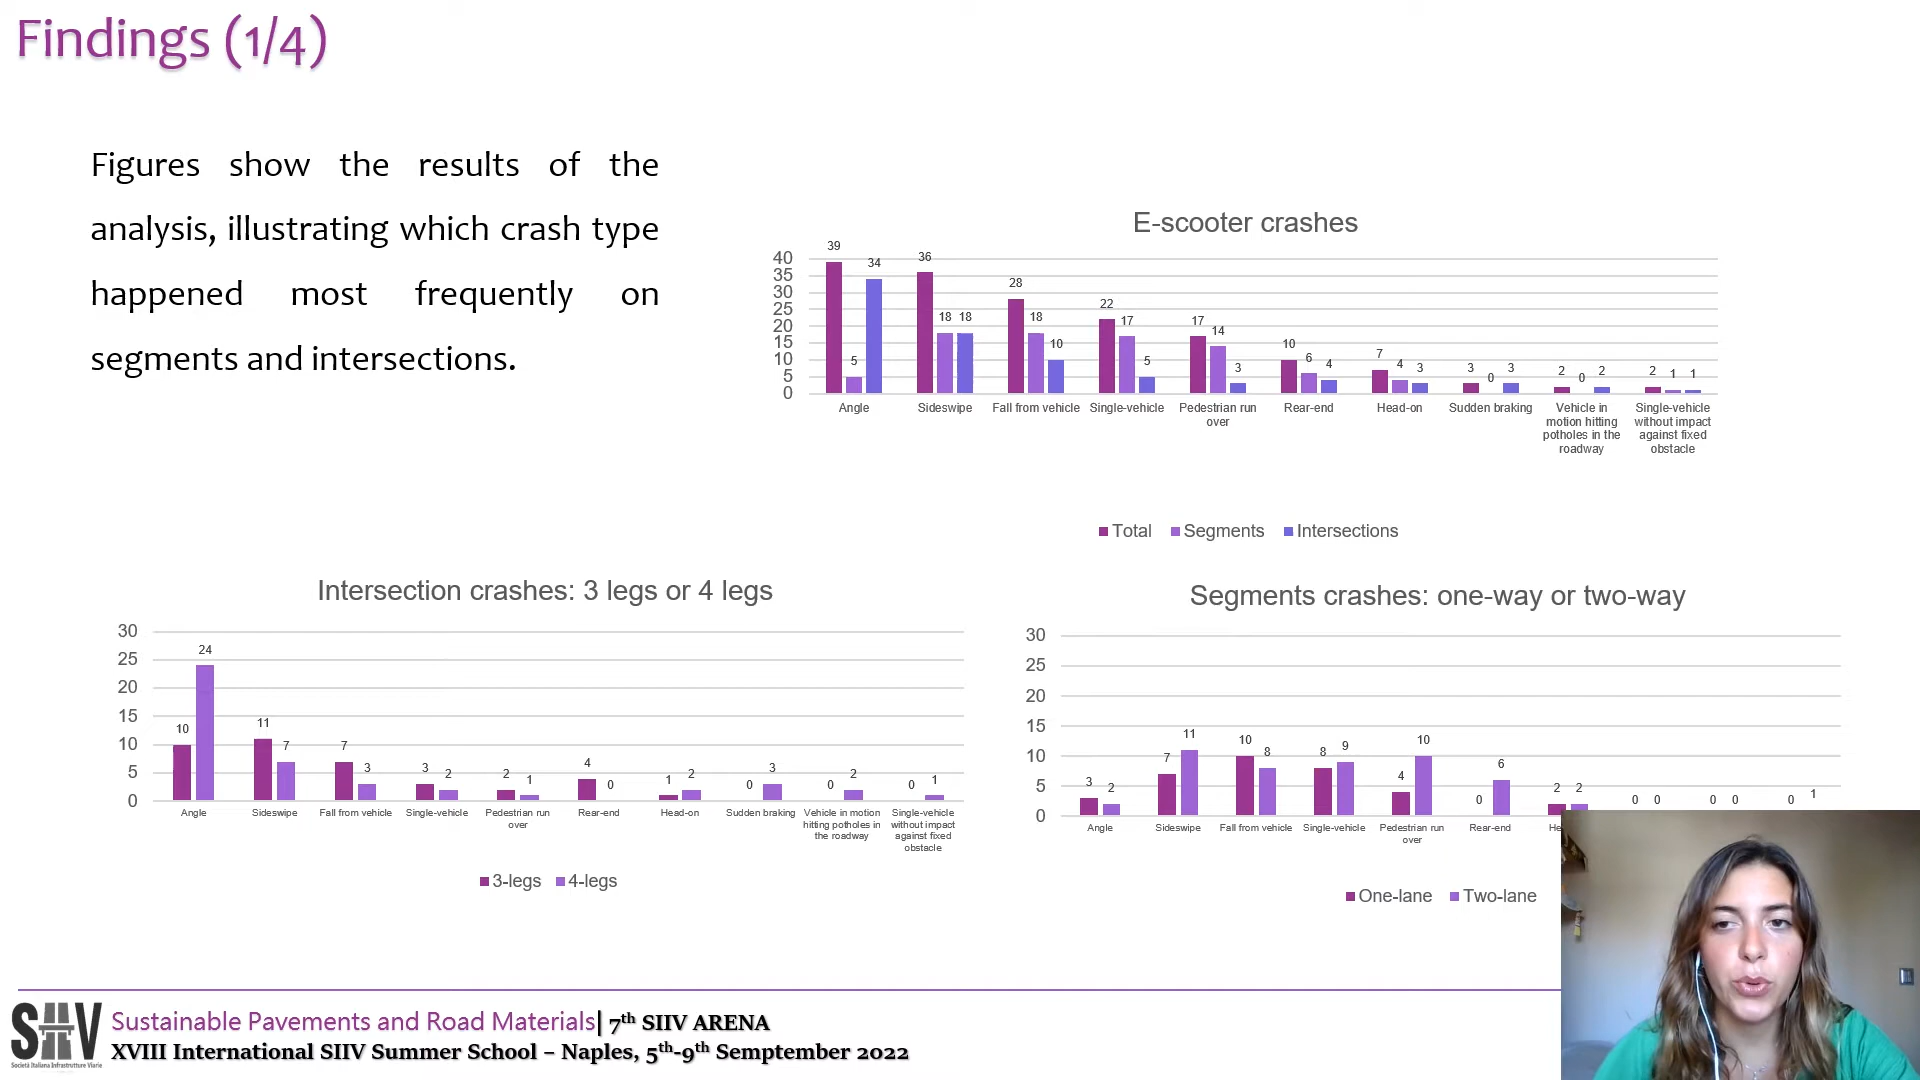 Findings (1/4)
Figures show the results of the
analysis, illustrating which crash type
happened most frequently on
segments and intersections.
E-scooter crashes
40
35
30
25
20
15
10
5
0
39 5 34
36 18 18
28 18 10
22 17 5
17 14 3
10 6 4
7 4 3
3 0 3
2 0 2
2 1 1
Angle
Sideswipe
Fall from vehicle
Single-vehicle
Pedestrian run
over
Rear-end
Head-on
Sudden braking
Vehicle in
motion hitting
potholes in the
roadway
Single-vehicle
without impact
against fixed
obstacle
Total Segments Intersections
Intersection crashes: 3 legs or 4 legs
30
25
20
15
10
5
0
10 24
11 7
7 3
3 2
2 1
4 0
1 2
0 3
0 2
0 1
Angle
Sideswipe
Fall from vehicle
Single-vehicle
Pedestrian run
over
Rear-end
Head-on
Sudden braking
Vehicle in motion
hitting potholes in
the roadway
Single-vehicle
without impact
against fixed
obstacle
3-legs 4-legs
Segments crashes: one-way or two-way
30
25
20
15
10
5
0
3 2
7 11
10 8
8 9
4 10
0 6
2 2
0 0
0 0
0 1
Angle
Sideswipe
Fall from vehicle
Single-vehicle
Pedestrian run
over
Rear-end
He
One-lane Two-lane
SIIV
Società Italiana Infrastrutture Viarie
Sustainable Pavements and Road Materials| 7th SIIV ARENA
XVIII International SIIV Summer School – Naples, 5th-9th Semptember 2022